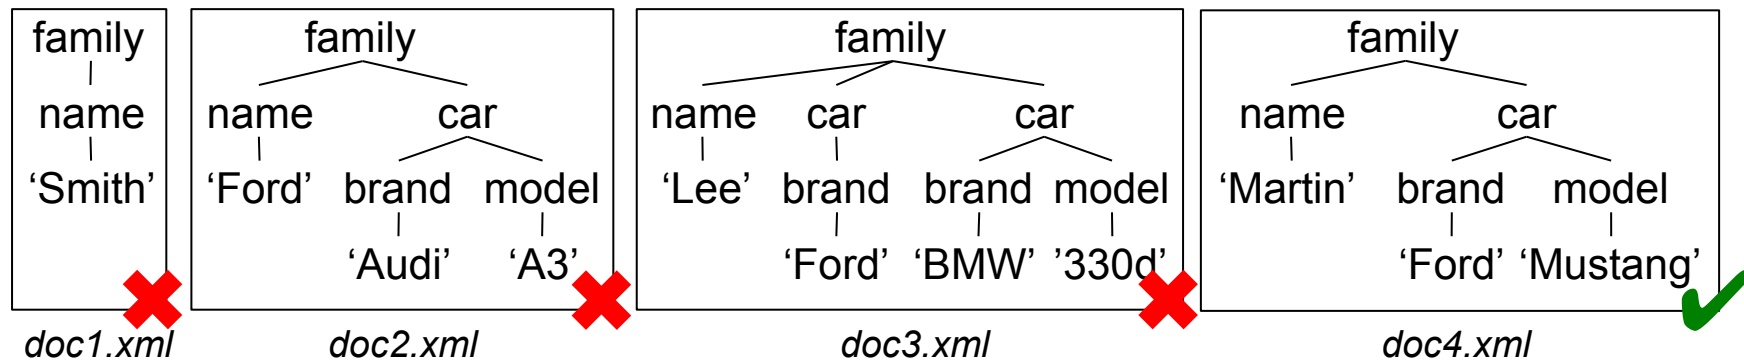 family family family family
name name car name car car name car
‘Smith’ ‘Ford’ brand model ‘Lee’ brand brand model ‘Martin’ brand model
‘Audi’ ‘A3’ ‘Ford’ ‘BMW’ ’330d’ ‘Ford’ ‘Mustang’
doc1.xml doc2.xml doc3.xml doc4.xml